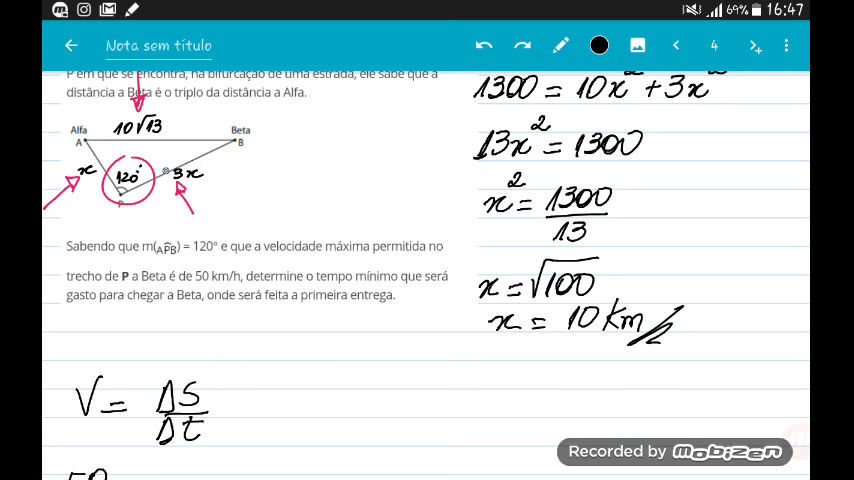 69% 16:47
Nota sem título
4
P em que se encontra, na bifurcação de uma estrada, ele sabe que a
distância a Beta é o triplo da distância a Alfa.
Alfa 10√13 Beta
A B
x 120° 3x
P
Sabendo que m(APB) = 120° e que a velocidade máxima permitida no
trecho de P a Beta é de 50 km/h, determine o tempo mínimo que será
gasto para chegar a Beta, onde será feita a primeira entrega.
V = ΔS
Δt
50
1300 = 10x² + 3x²
13x² = 1300
x² = 1300
13
x = √100
x = 10 km
Recorded by mobizen